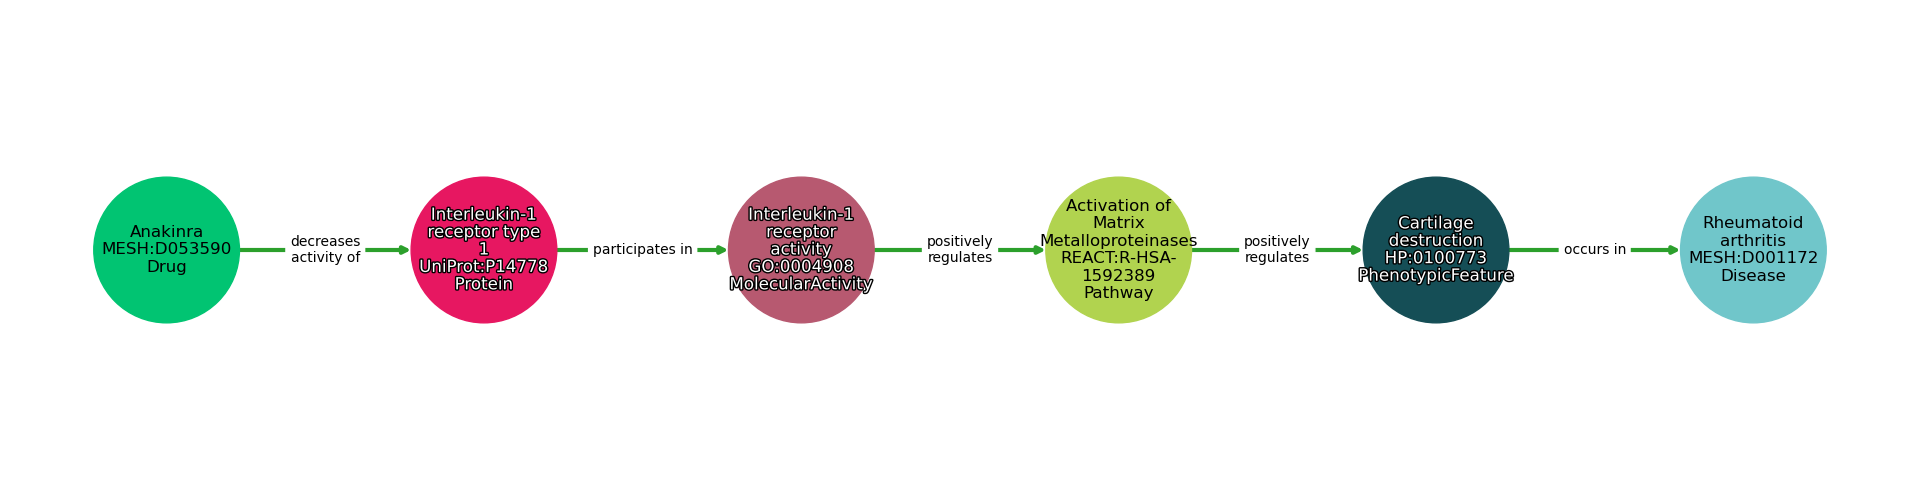 Anakinra
MESH:D053590
Drug
decreases
activity of
Interleukin-1
receptor type
1
UniProt:P14778
Protein
participates in
Interleukin-1
receptor
activity
GO:0004908
MolecularActivity
positively
regulates
Activation of
Matrix
Metalloproteinases
REACT:R-HSA-
1592389
Pathway
positively
regulates
Cartilage
destruction
HP:0100773
PhenotypicFeature
occurs in
Rheumatoid
arthritis
MESH:D001172
Disease